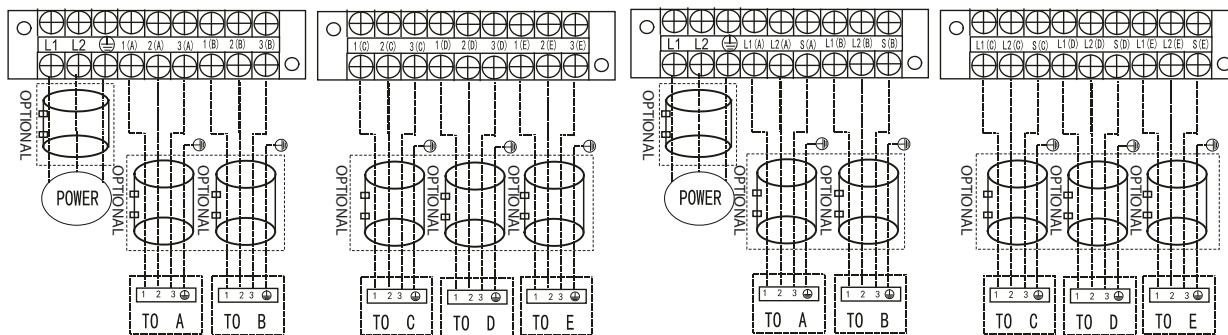 L1 L2 1(A) 2(A) 3(A) 1(B) 2(B) 3(B)
OPTIONAL
POWER
OPTIONAL
OPTIONAL
1 2 3
TO A
1 2 3
TO B
1(C) 2(C) 3(C) 1(D) 2(D) 3(D) 1(E) 2(E) 3(E)
OPTIONAL
OPTIONAL
OPTIONAL
1 2 3
TO C
1 2 3
TO D
1 2 3
TO E
L1 L2 L1(A) L2(A) S(A) L1(B) L2(B) S(B)
OPTIONAL
POWER
OPTIONAL
OPTIONAL
1 2 3
TO A
1 2 3
TO B
L1(C) L2(C) S(C) L1(D) L2(D) S(D) L1(E) L2(E) S(E)
OPTIONAL
OPTIONAL
OPTIONAL
1 2 3
TO C
1 2 3
TO D
1 2 3
TO E